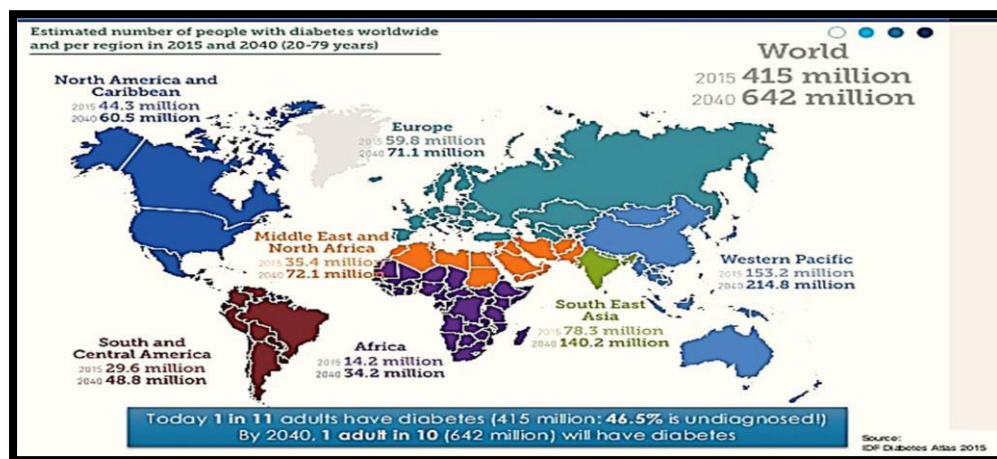 Estimated number of people with diabetes worldwide
and per region in 2015 and 2040 (20-79 years)
World
2015 415 million
2040 642 million
North America and
Caribbean
2015 44.3 million
2040 60.5 million
Europe
2015 59.8 million
2040 71.1 million
Middle East and
North Africa
2015 35.4 million
2040 72.1 million
Western Pacific
2015 153.2 million
2040 214.8 million
South East
Asia
2015 78.3 million
2040 140.2 million
South and
Central America
2015 29.6 million
2040 48.8 million
Africa
2015 14.2 million
2040 34.2 million
Today 1 in 11 adults have diabetes (415 million: 46.5% is undiagnosed!)
By 2040, 1 adult in 10 (642 million) will have diabetes
Source:
IDF Diabetes Atlas 2015